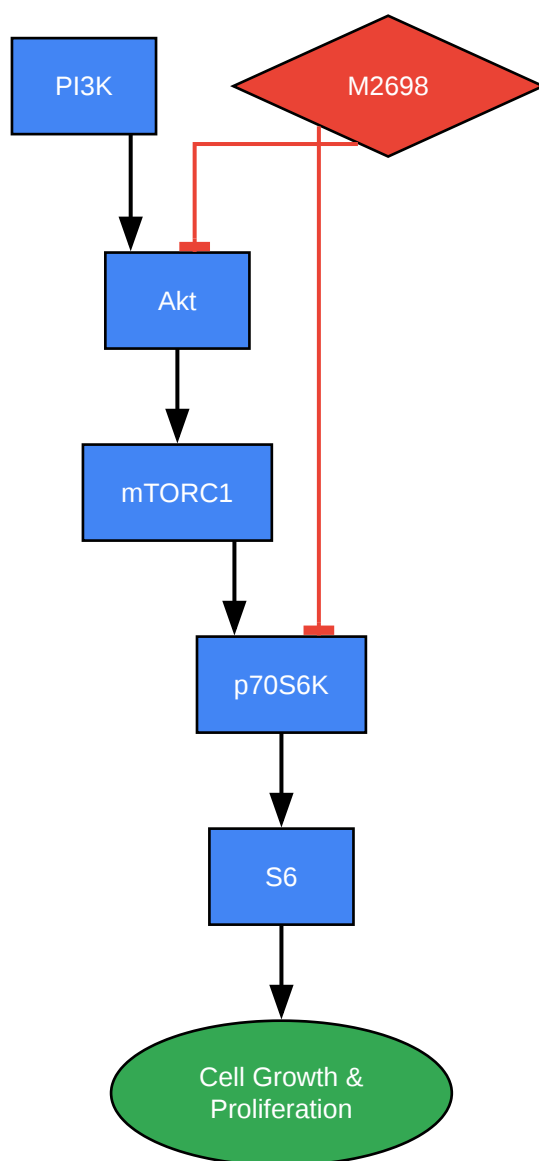 PI3K
M2698
Akt
mTORC1
p70S6K
S6
Cell Growth &
Proliferation